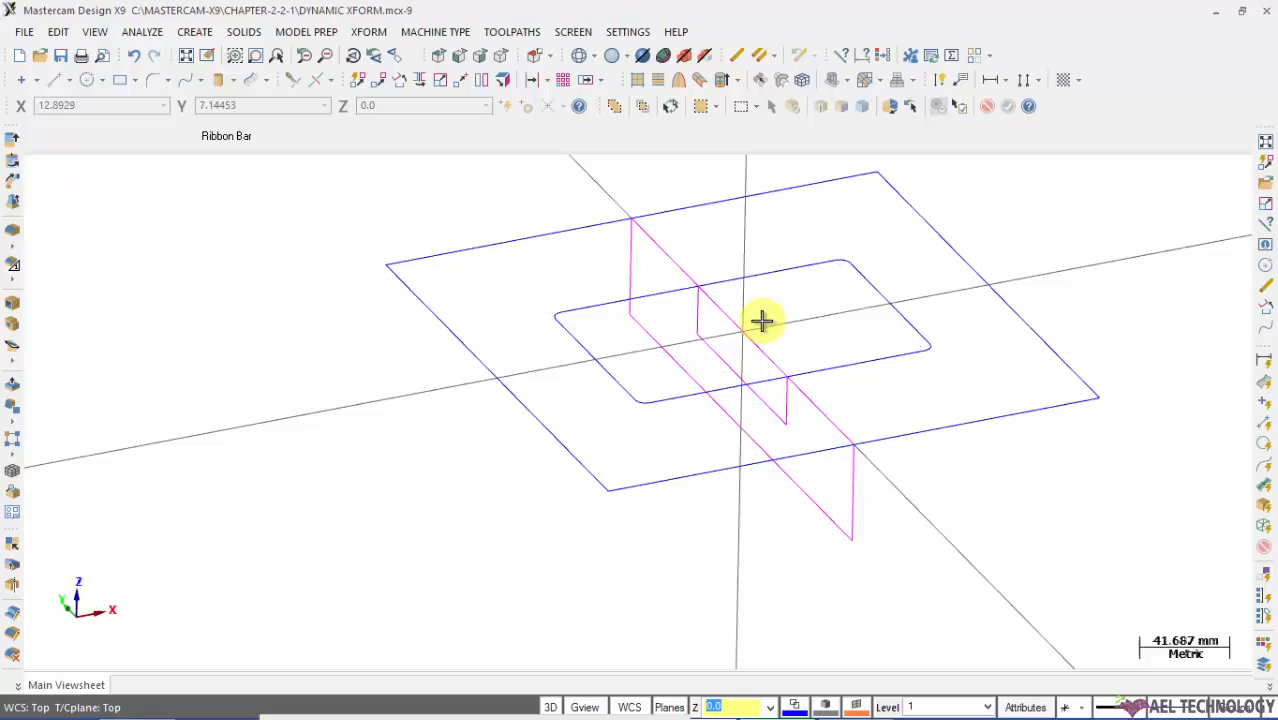 Mastercam Design X9  C:\MASTERCAM-X9\CHAPTER-2-2-1\DYNAMIC XFORM.mcx-9
FILE EDIT VIEW ANALYZE CREATE SOLIDS MODEL PREP XFORM MACHINE TYPE TOOLPATHS SCREEN SETTINGS HELP
X 12.8929 Y 7.14453 Z 0.0
Ribbon Bar
Z
Y
X
41.687 mm
Metric
Main Viewsheet
WCS: Top  T/Cplane: Top 3D Gview WCS Planes Z 0.0 Level 1 Attributes
AEL TECHNOLOGY